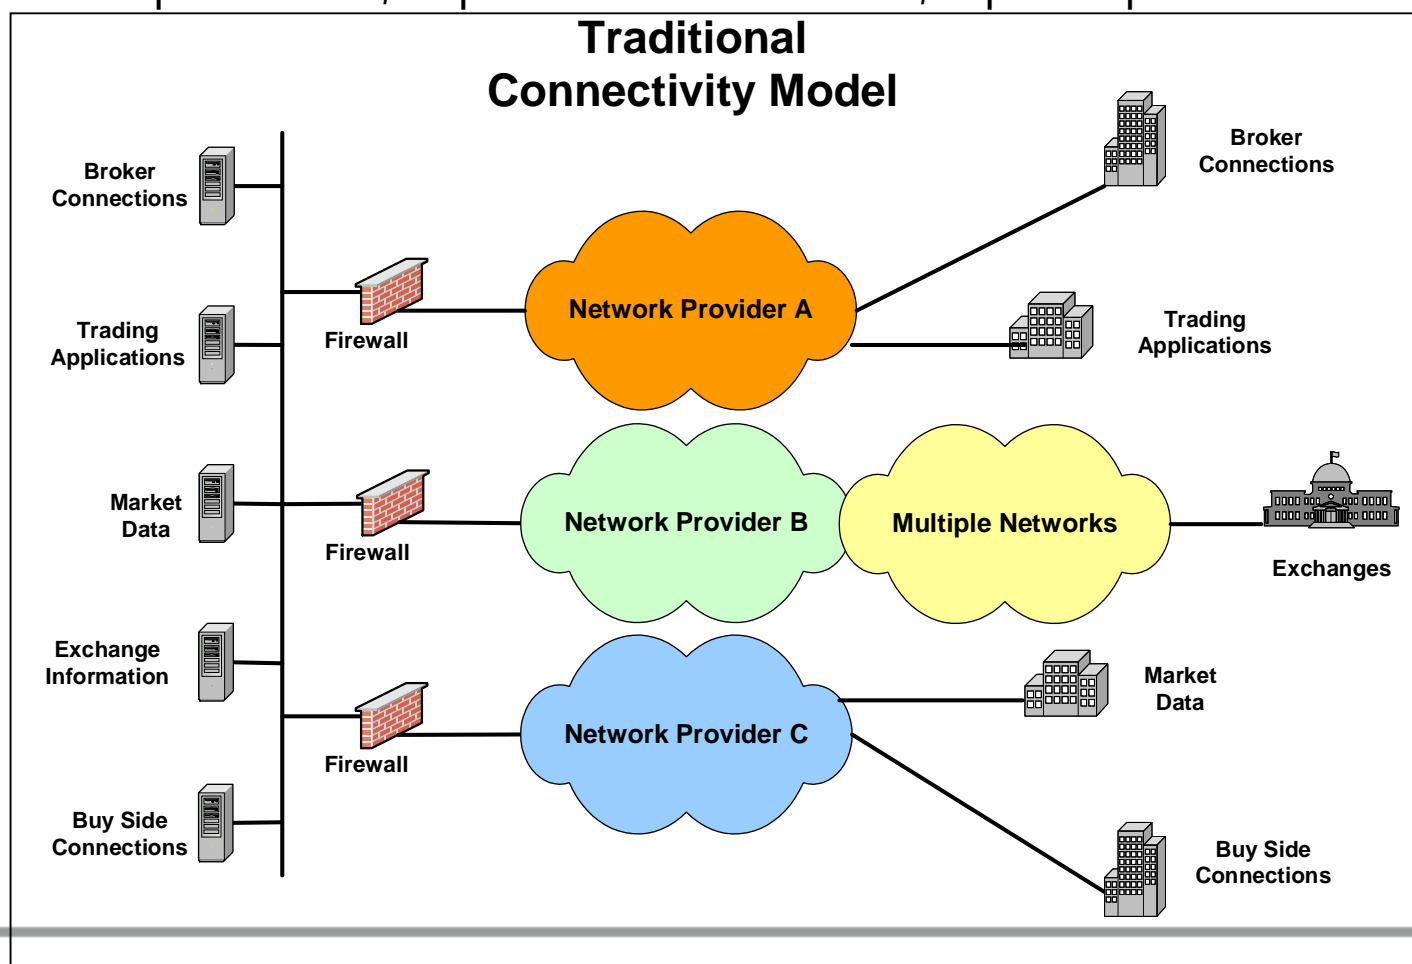 Traditional
Connectivity Model
Broker
Connections
Trading
Applications
Market
Data
Exchange
Information
Buy Side
Connections
Firewall
Firewall
Firewall
Network Provider A
Network Provider B
Multiple Networks
Network Provider C
Broker
Connections
Trading
Applications
Exchanges
Market
Data
Buy Side
Connections